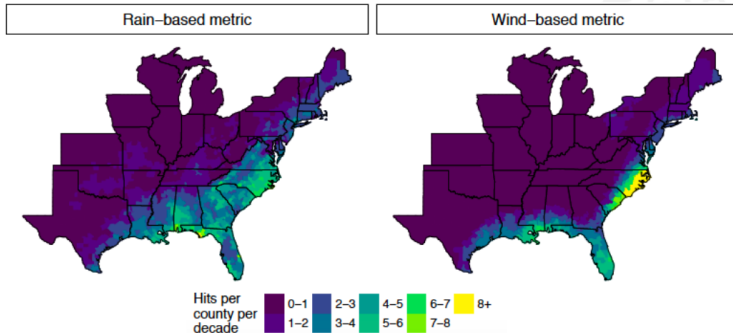 Rain–based metric
Wind–based metric
Hits per
county per
decade
0–1
2–3
4–5
6–7
8+
1–2
3–4
5–6
7–8